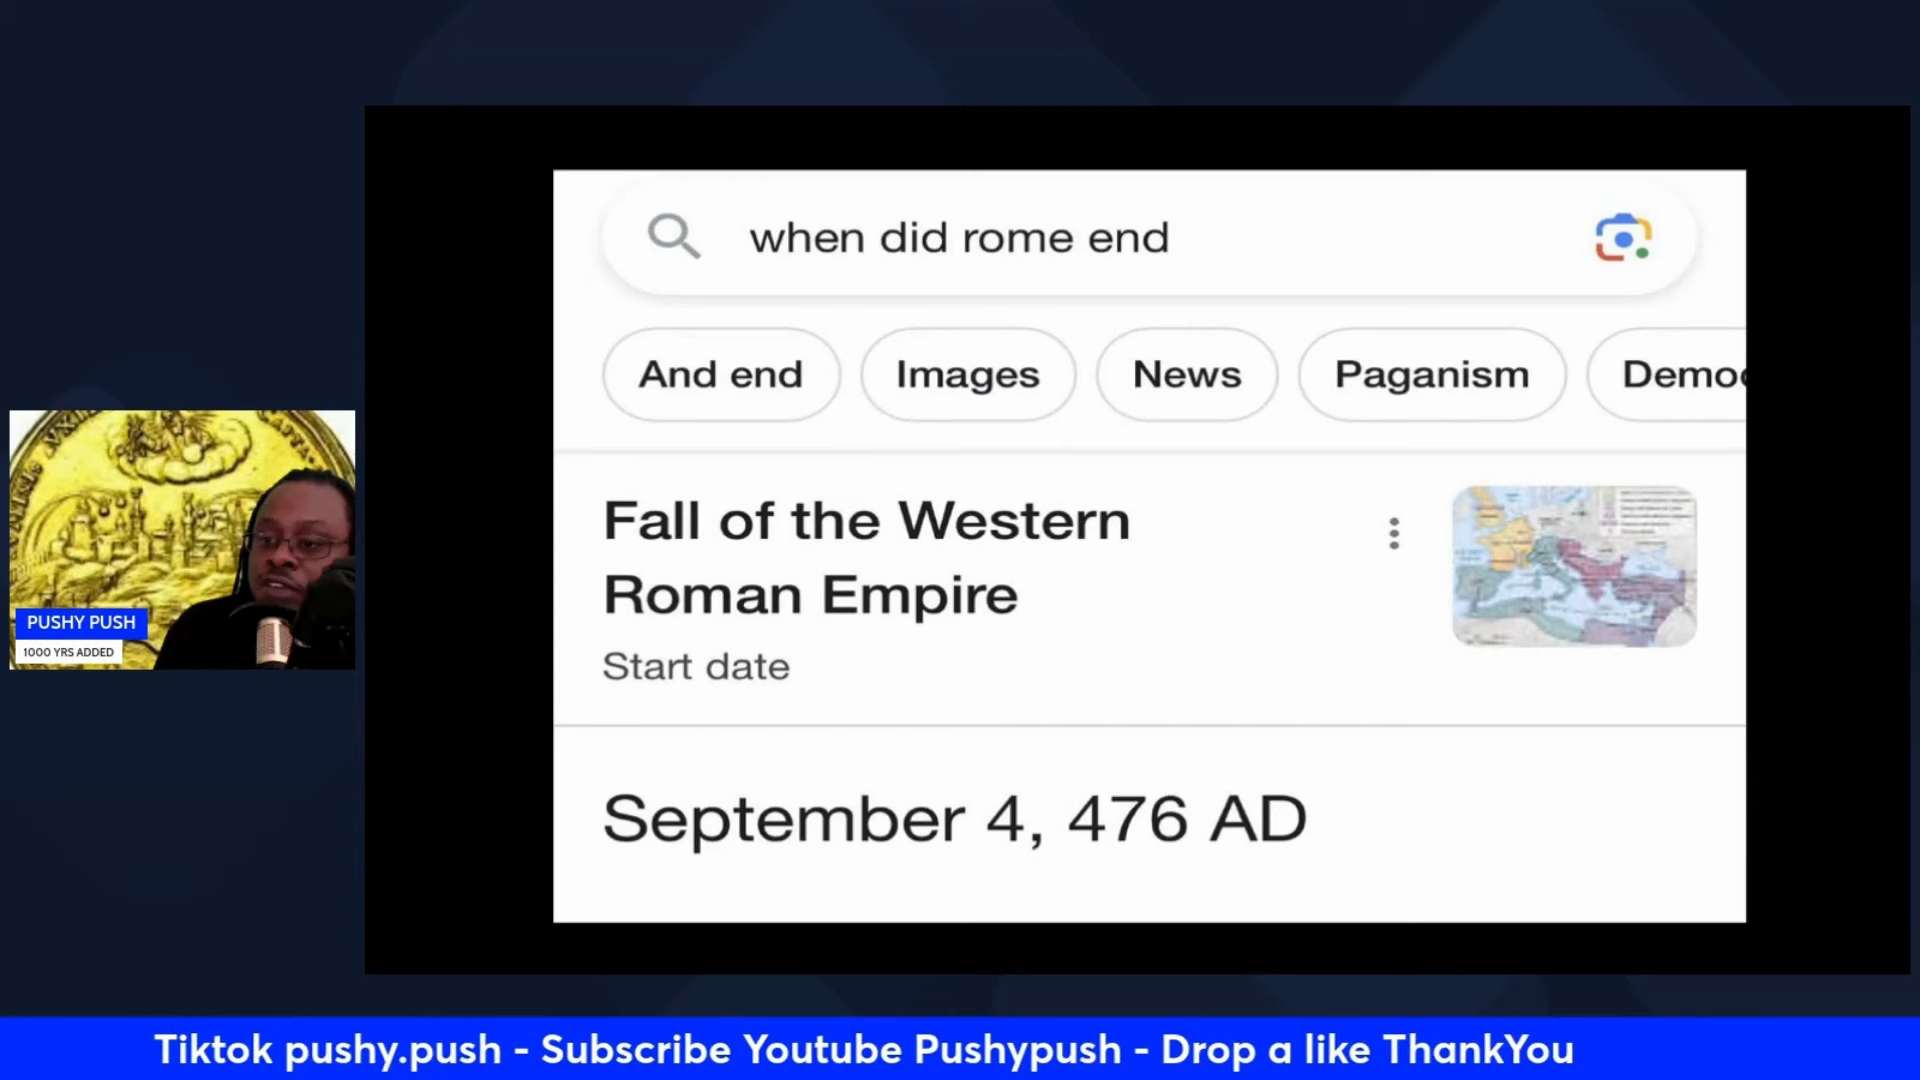 when did rome end
And end
Images
News
Paganism
Fall of the Western
Roman Empire
Start date
September 4, 476 AD
PUSHY PUSH
1000 YRS ADDED
Tiktok pushy.push - Subscribe Youtube Pushypush - Drop a like ThankYou